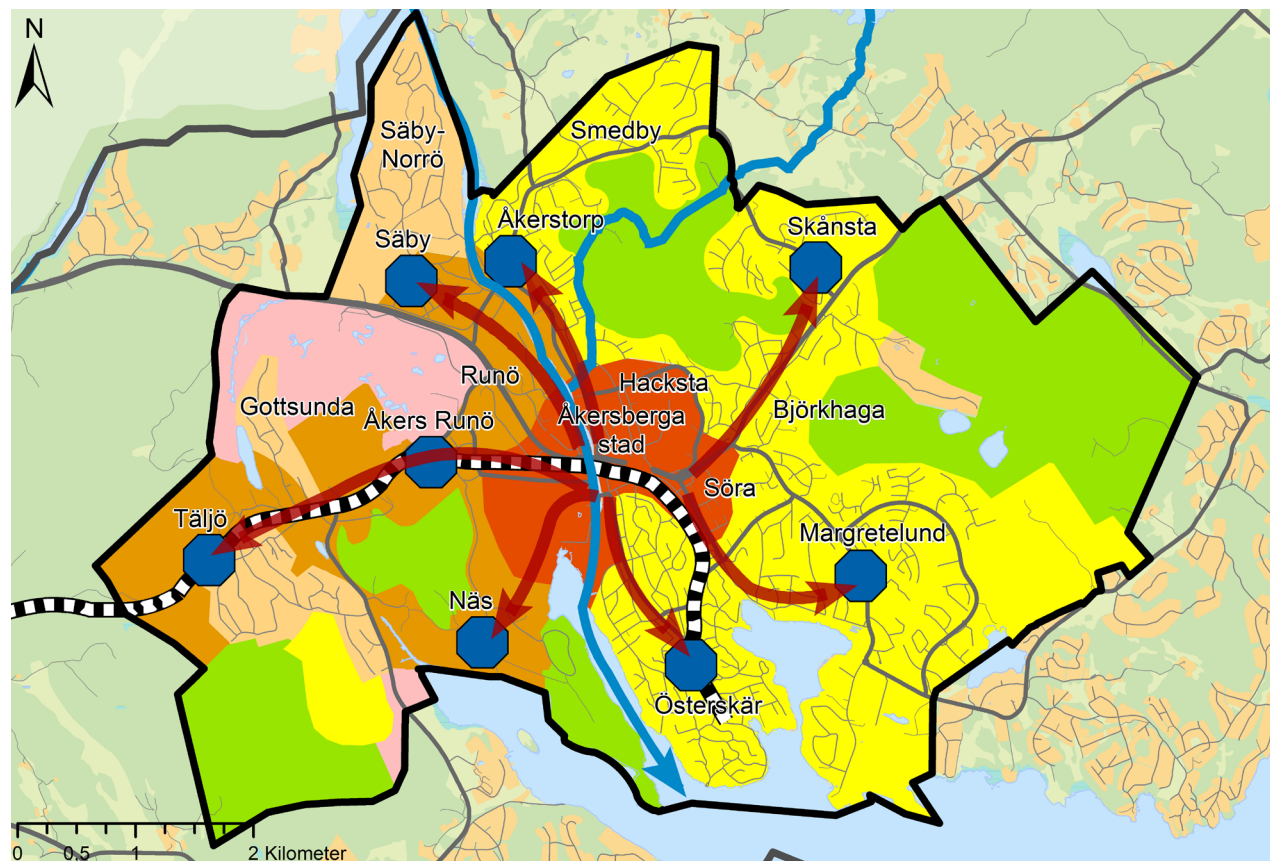 N
Säby-
Norrö
Smedby
Åkerstorp
Skånsta
Säby
Runö
Hacksta
Gottsunda
Åkers Runö
Åkersberga
stad
Björkhaga
Söra
Täljö
Margretelund
Näs
Österskär
0 0,5 1 2 Kilometer